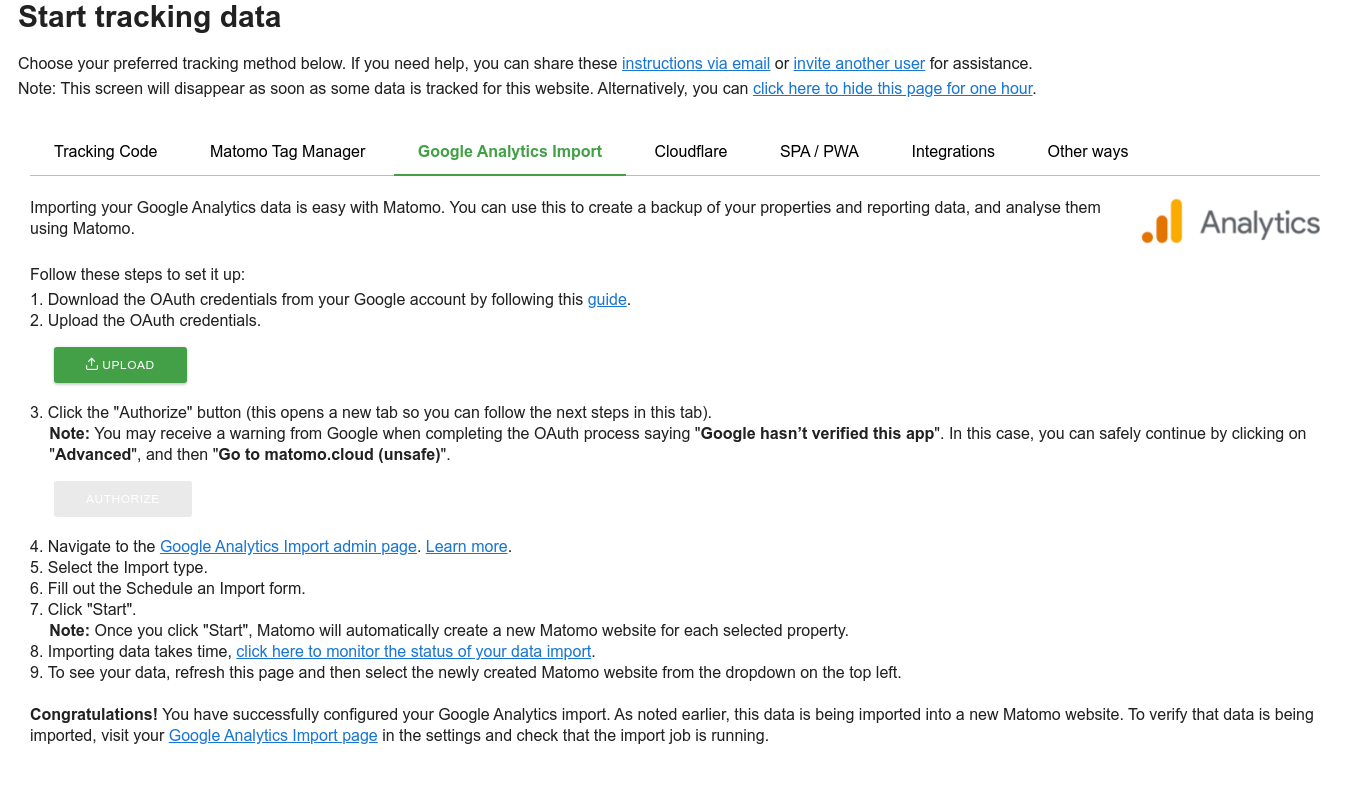 Start tracking data
Choose your preferred tracking method below. If you need help, you can share these instructions via email or invite another user for assistance.
Note: This screen will disappear as soon as some data is tracked for this website. Alternatively, you can click here to hide this page for one hour.
Tracking Code Matomo Tag Manager Google Analytics Import Cloudflare SPA / PWA Integrations Other ways
Importing your Google Analytics data is easy with Matomo. You can use this to create a backup of your properties and reporting data, and analyse them
using Matomo.
Analytics
Follow these steps to set it up:
1. Download the OAuth credentials from your Google account by following this guide.
2. Upload the OAuth credentials.
UPLOAD
3. Click the "Authorize" button (this opens a new tab so you can follow the next steps in this tab).
Note: You may receive a warning from Google when completing the OAuth process saying "Google hasn’t verified this app". In this case, you can safely continue by clicking on
"Advanced", and then "Go to matomo.cloud (unsafe)".
AUTHORIZE
4. Navigate to the Google Analytics Import admin page. Learn more.
5. Select the Import type.
6. Fill out the Schedule an Import form.
7. Click "Start".
Note: Once you click "Start", Matomo will automatically create a new Matomo website for each selected property.
8. Importing data takes time, click here to monitor the status of your data import.
9. To see your data, refresh this page and then select the newly created Matomo website from the dropdown on the top left.
Congratulations! You have successfully configured your Google Analytics import. As noted earlier, this data is being imported into a new Matomo website. To verify that data is being
imported, visit your Google Analytics Import page in the settings and check that the import job is running.